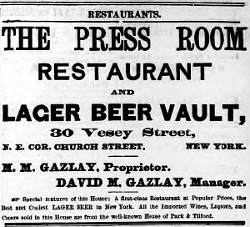 RESTAURANTS.
THE PRESS ROOM
RESTAURANT
AND
LAGER BEER VAULT,
30 Vesey Street,
N. E. COR. CHURCH STREET, NEW YORK.
M. M. GAZLAY, Proprietor.
DAVID M. GAZLAY, Manager.
☞ Special features of this House: A first-class Restaurant at Popular Prices, the
Best and Coolest LAGER BEER in New York. All the Imported Wines, Liquors, and
Cigars sold in this House are from the well-known House of Park & Tilford.